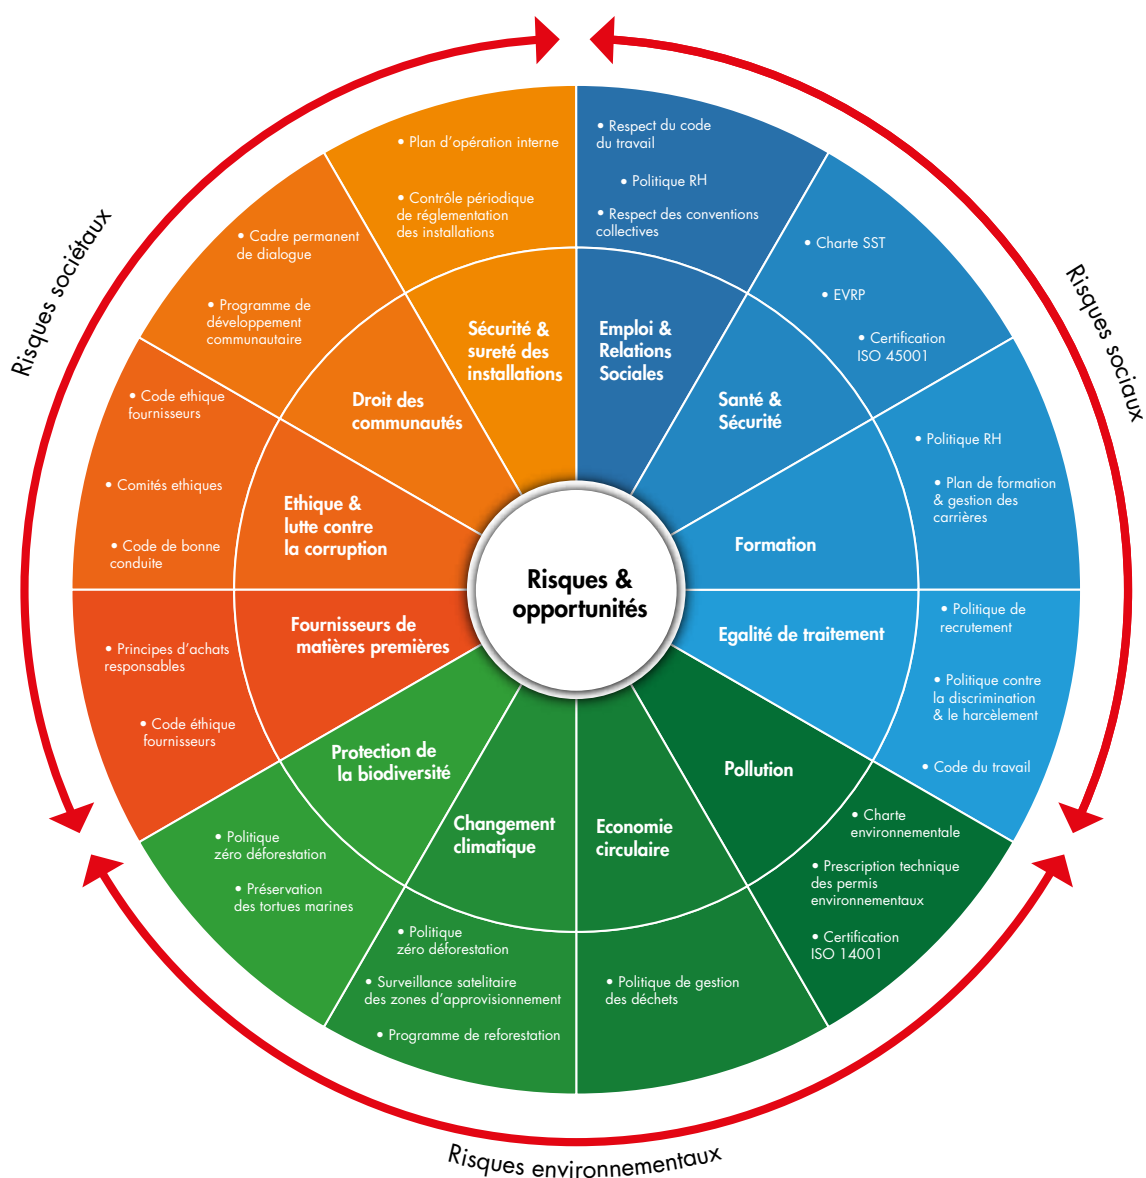 Risques & 
opportunités
Risques sociaux
Emploi &
Relations
Sociales
• Respect du code
du travail
• Politique RH
• Respect des conventions
collectives
Santé &
Sécurité
• Charte SST
• EVRP
• Certification
ISO 45001
Formation
• Politique RH
• Plan de formation
& gestion des
carrières
Egalité de traitement
• Politique de
recrutement
• Politique contre
la discrimination
& le harcèlement
• Code du travail
Risques environnementaux
Pollution
• Charte
environnementale
• Prescription technique
des permis
environnementaux
• Certification
ISO 14001
Economie
circulaire
• Politique de gestion
des déchets
Changement
climatique
• Politique
zéro déforestation
• Surveillance satelitaire
des zones d'approvisionnement
• Programme de reforestation
Protection de
la biodiversité
• Politique
zéro déforestation
• Préservation
des tortues marines
Risques sociétaux
Fournisseurs de
matières premières
• Principes d'achats
responsables
• Code éthique
fournisseurs
Ethique &
lutte contre
la corruption
• Code ethique
fournisseurs
• Comités ethiques
• Code de bonne
conduite
Droit des
communautés
• Cadre permanent
de dialogue
• Programme de
développement
communautaire
Sécurité &
sureté des
installations
• Plan d'opération interne
• Contrôle périodique
de réglementation
des installations